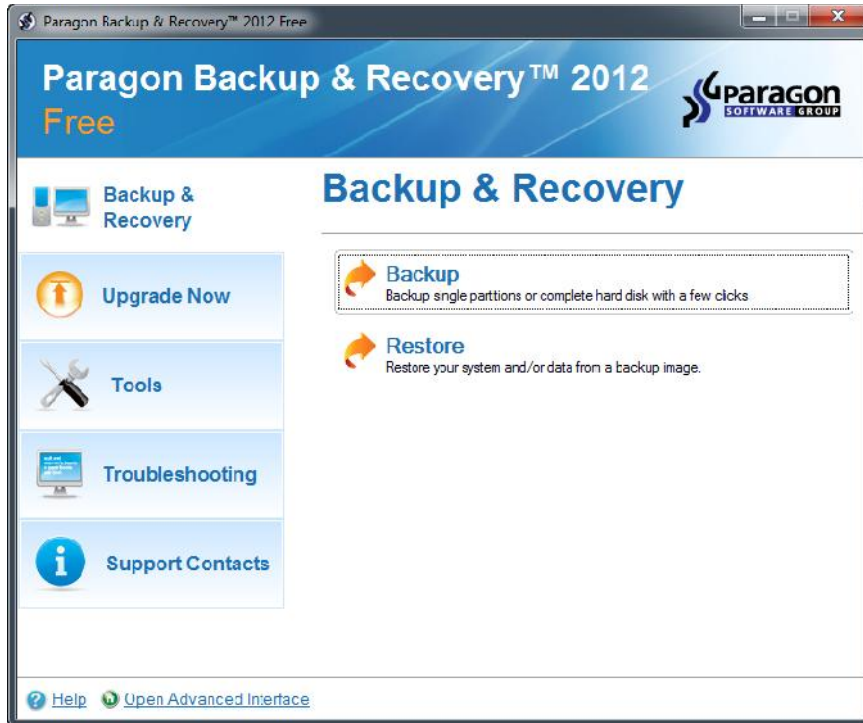 Paragon Backup & Recovery™ 2012 Free
Paragon Backup & Recovery™ 2012
Free
Paragon
SOFTWARE GROUP
Backup &
Recovery
Upgrade Now
Tools
Troubleshooting
Support Contacts
Backup & Recovery
Backup
Backup single partitions or complete hard disk with a few clicks
Restore
Restore your system and/or data from a backup image.
Help
Open Advanced Interface